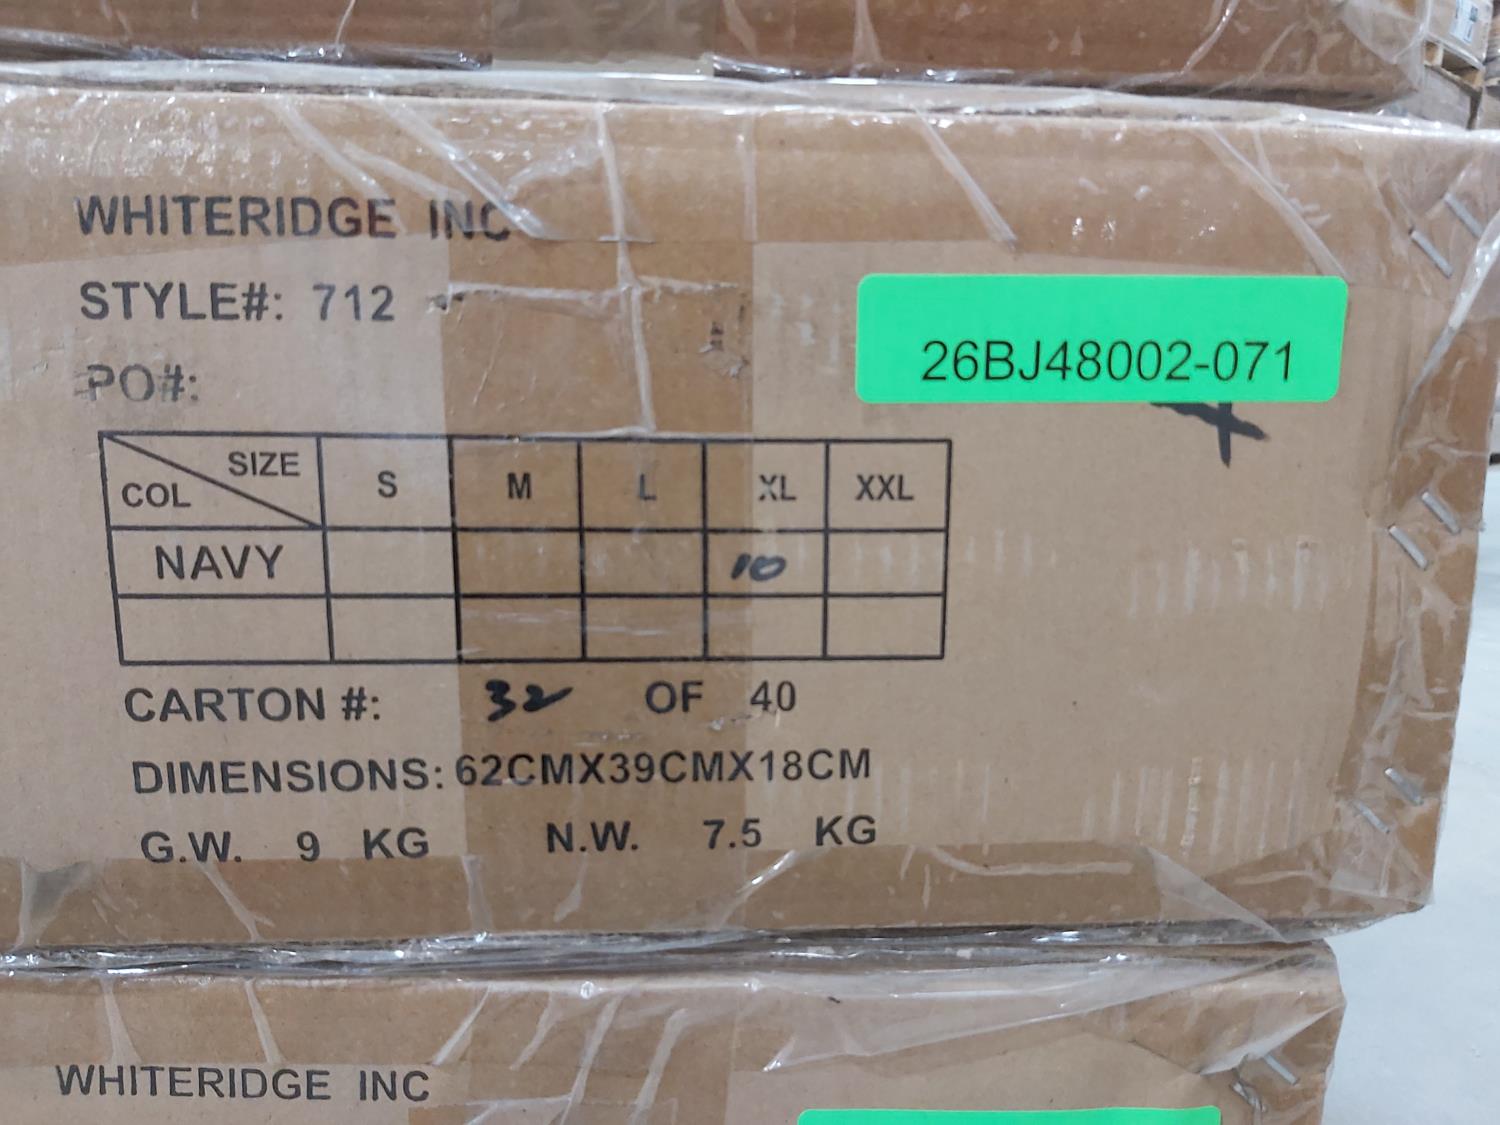 WHITERIDGE INC
STYLE#: 712
PO#:
26BJ48002-071
SIZE
COL
S M L XL XXL
NAVY 10
CARTON #: 32 OF 40
DIMENSIONS: 62CMX39CMX18CM
G.W. 9 KG N.W. 7.5 KG
WHITERIDGE INC